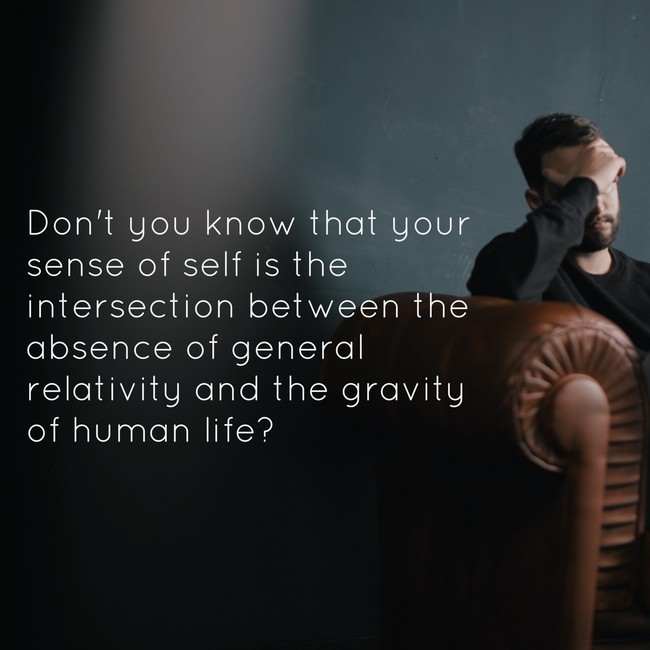 Don't you know that your
sense of self is the
intersection between the
absence of general
relativity and the gravity
of human life?